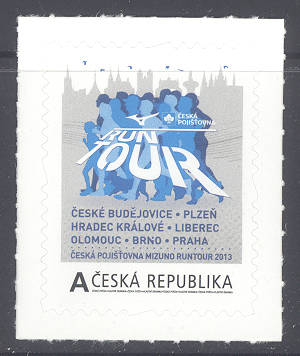 ČESKÁ
POJIŠŤOVNA
RUN
TOUR
ČESKÉ BUDĚJOVICE • PLZEŇ
HRADEC KRÁLOVÉ • LIBEREC
OLOMOUC • BRNO • PRAHA
ČESKÁ POJIŠŤOVNA MIZUNO RUNTOUR 2013
A ČESKÁ REPUBLIKA